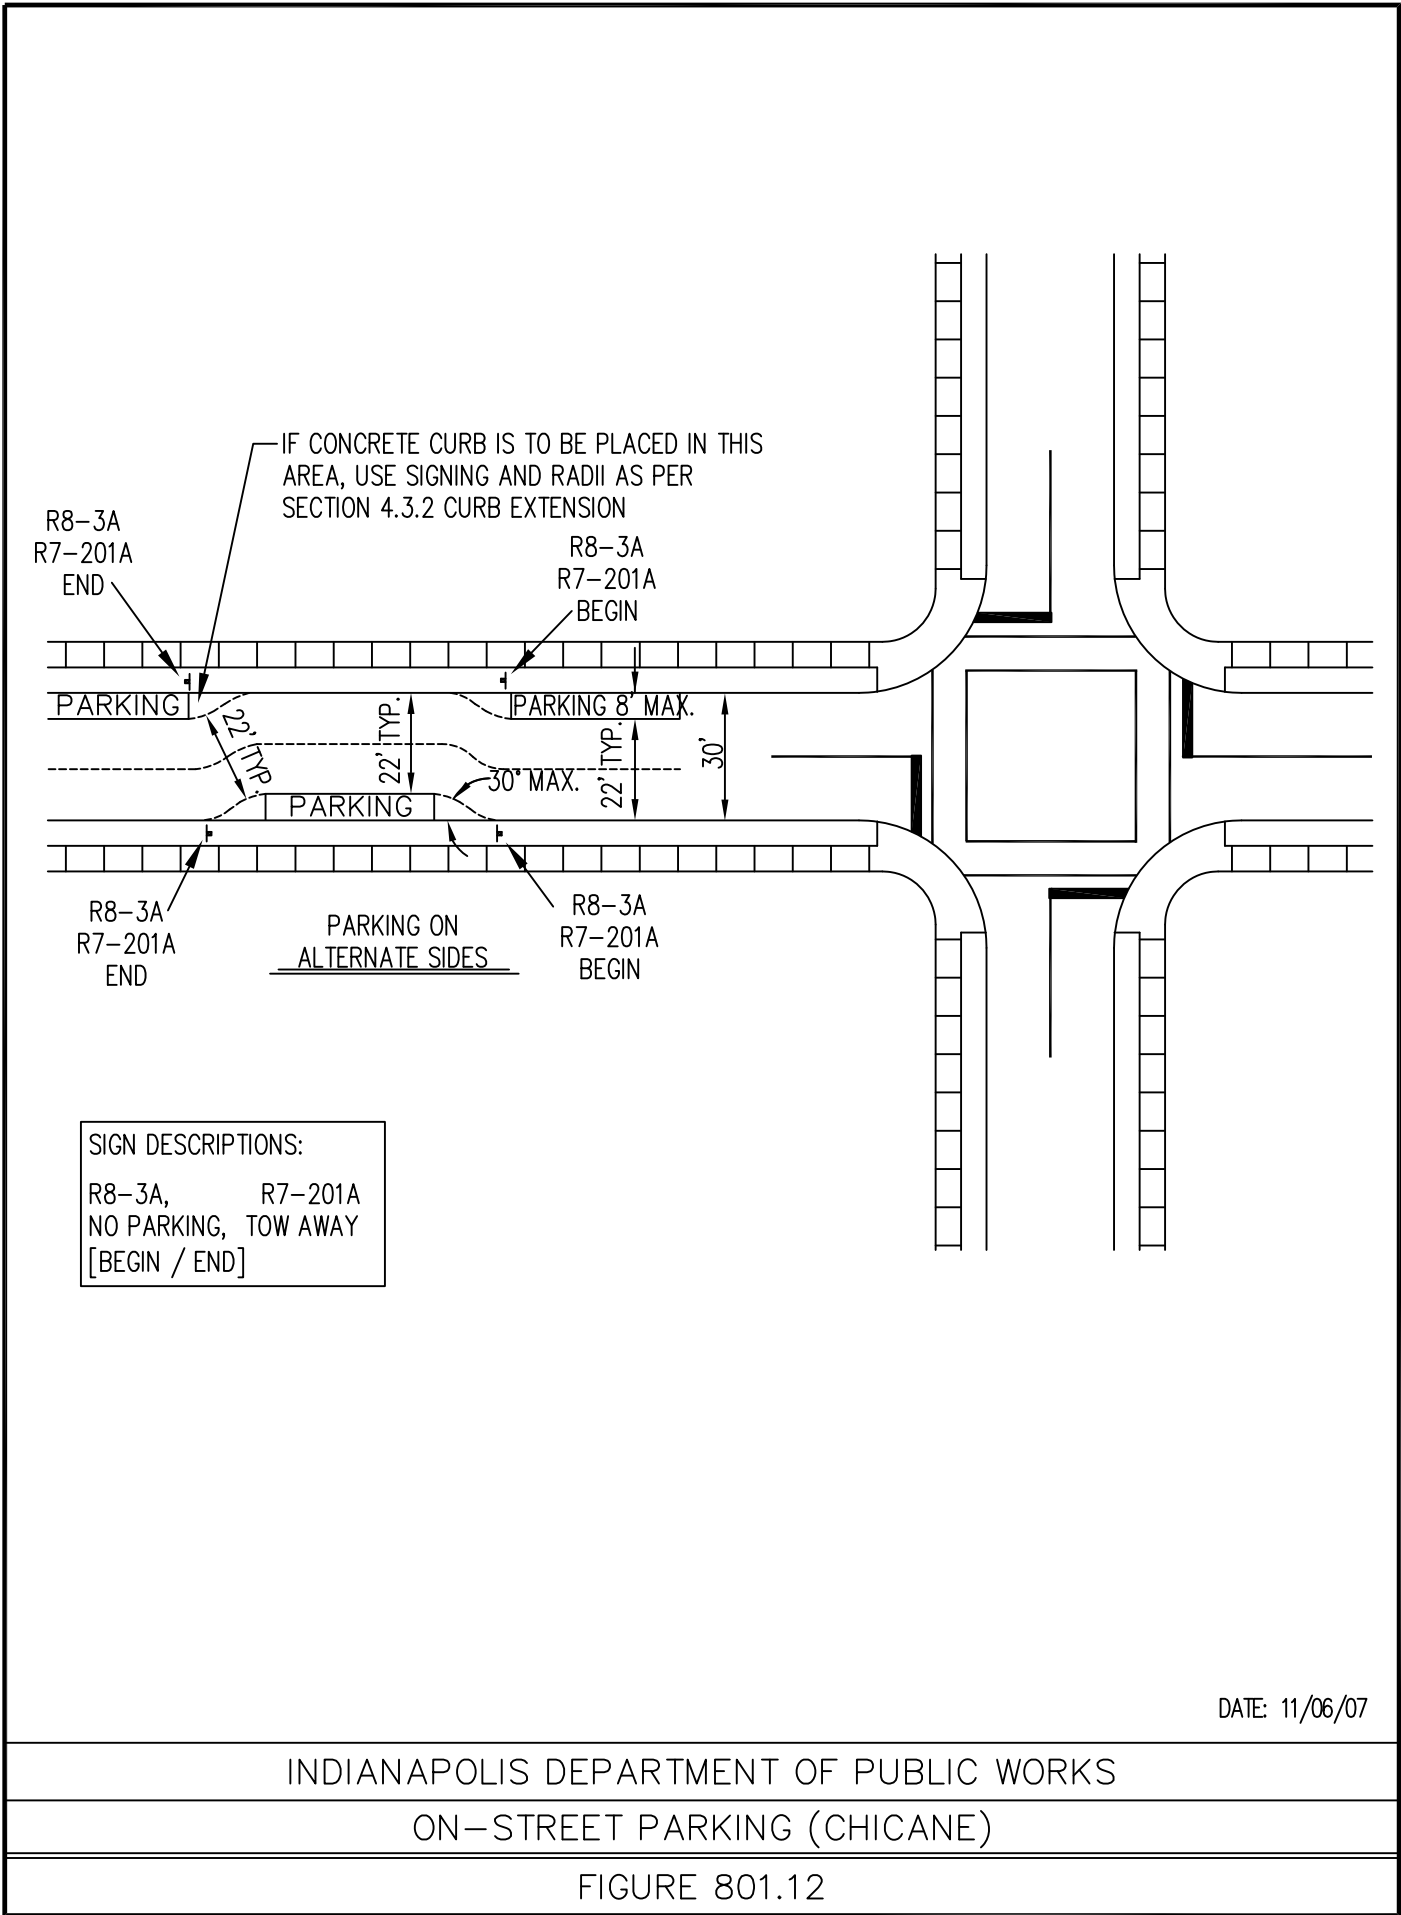 IF CONCRETE CURB IS TO BE PLACED IN THIS
AREA, USE SIGNING AND RADII AS PER
SECTION 4.3.2 CURB EXTENSION
R8-3A
R7-201A
END
R8-3A
R7-201A
BEGIN
PARKING
PARKING 8' MAX.
22' TYP.
22' TYP.
22' TYP.
30'
30° MAX.
PARKING
R8-3A
R7-201A
END
PARKING ON
ALTERNATE SIDES
R8-3A
R7-201A
BEGIN
SIGN DESCRIPTIONS:
R8-3A, R7-201A
NO PARKING, TOW AWAY
[BEGIN / END]
DATE: 11/06/07
INDIANAPOLIS DEPARTMENT OF PUBLIC WORKS
ON-STREET PARKING (CHICANE)
FIGURE 801.12